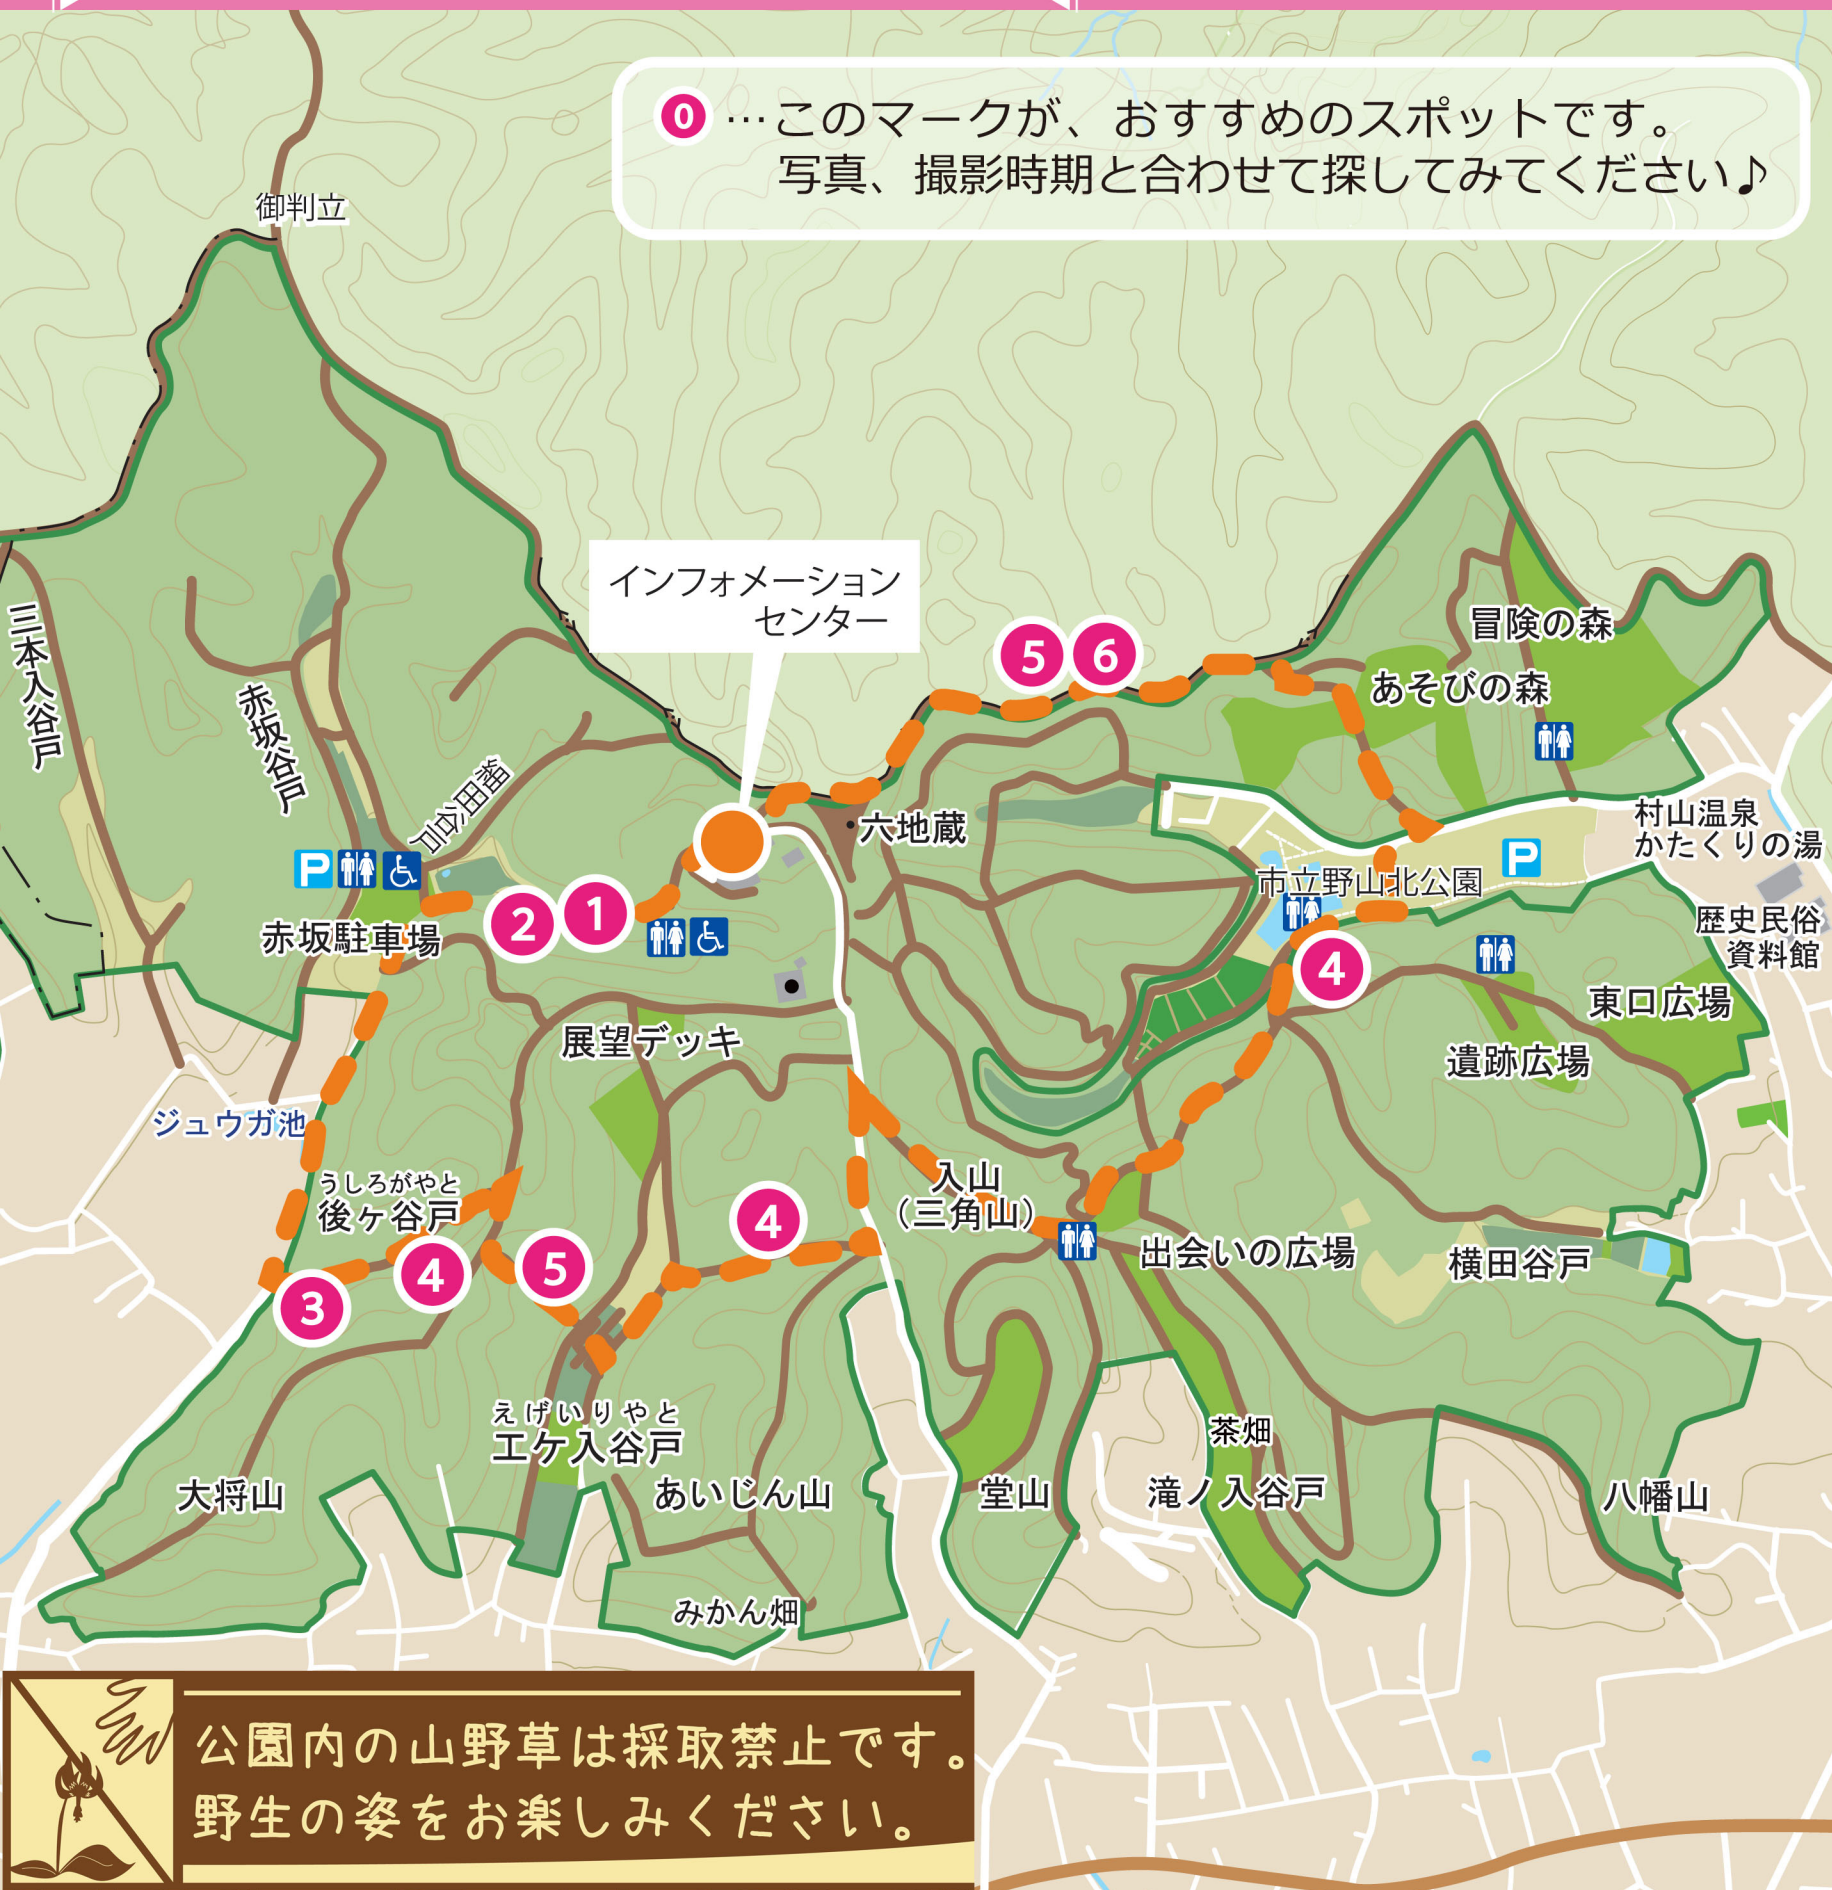 0 …このマークが、おすすめのスポットです。
写真、撮影時期と合わせて探してみてください♪
御判立
インフォメーション
センター
三本入谷戸
赤坂谷戸
宮田谷戸
5
6
冒険の森
あそびの森
六地蔵
村山温泉
かたくりの湯
P
P
市立野山北公園
2
1
赤坂駐車場
歴史民俗
資料館
4
東口広場
展望デッキ
遺跡広場
ジュウガ池
うしろがやと
後ヶ谷戸
入山
(三角山)
4
出会いの広場
横田谷戸
3
4
5
えげいりやと
エケ入谷戸
茶畑
大将山
あいじん山
堂山
滝ノ入谷戸
八幡山
みかん畑
公園内の山野草は採取禁止です。
野生の姿をお楽しみください。